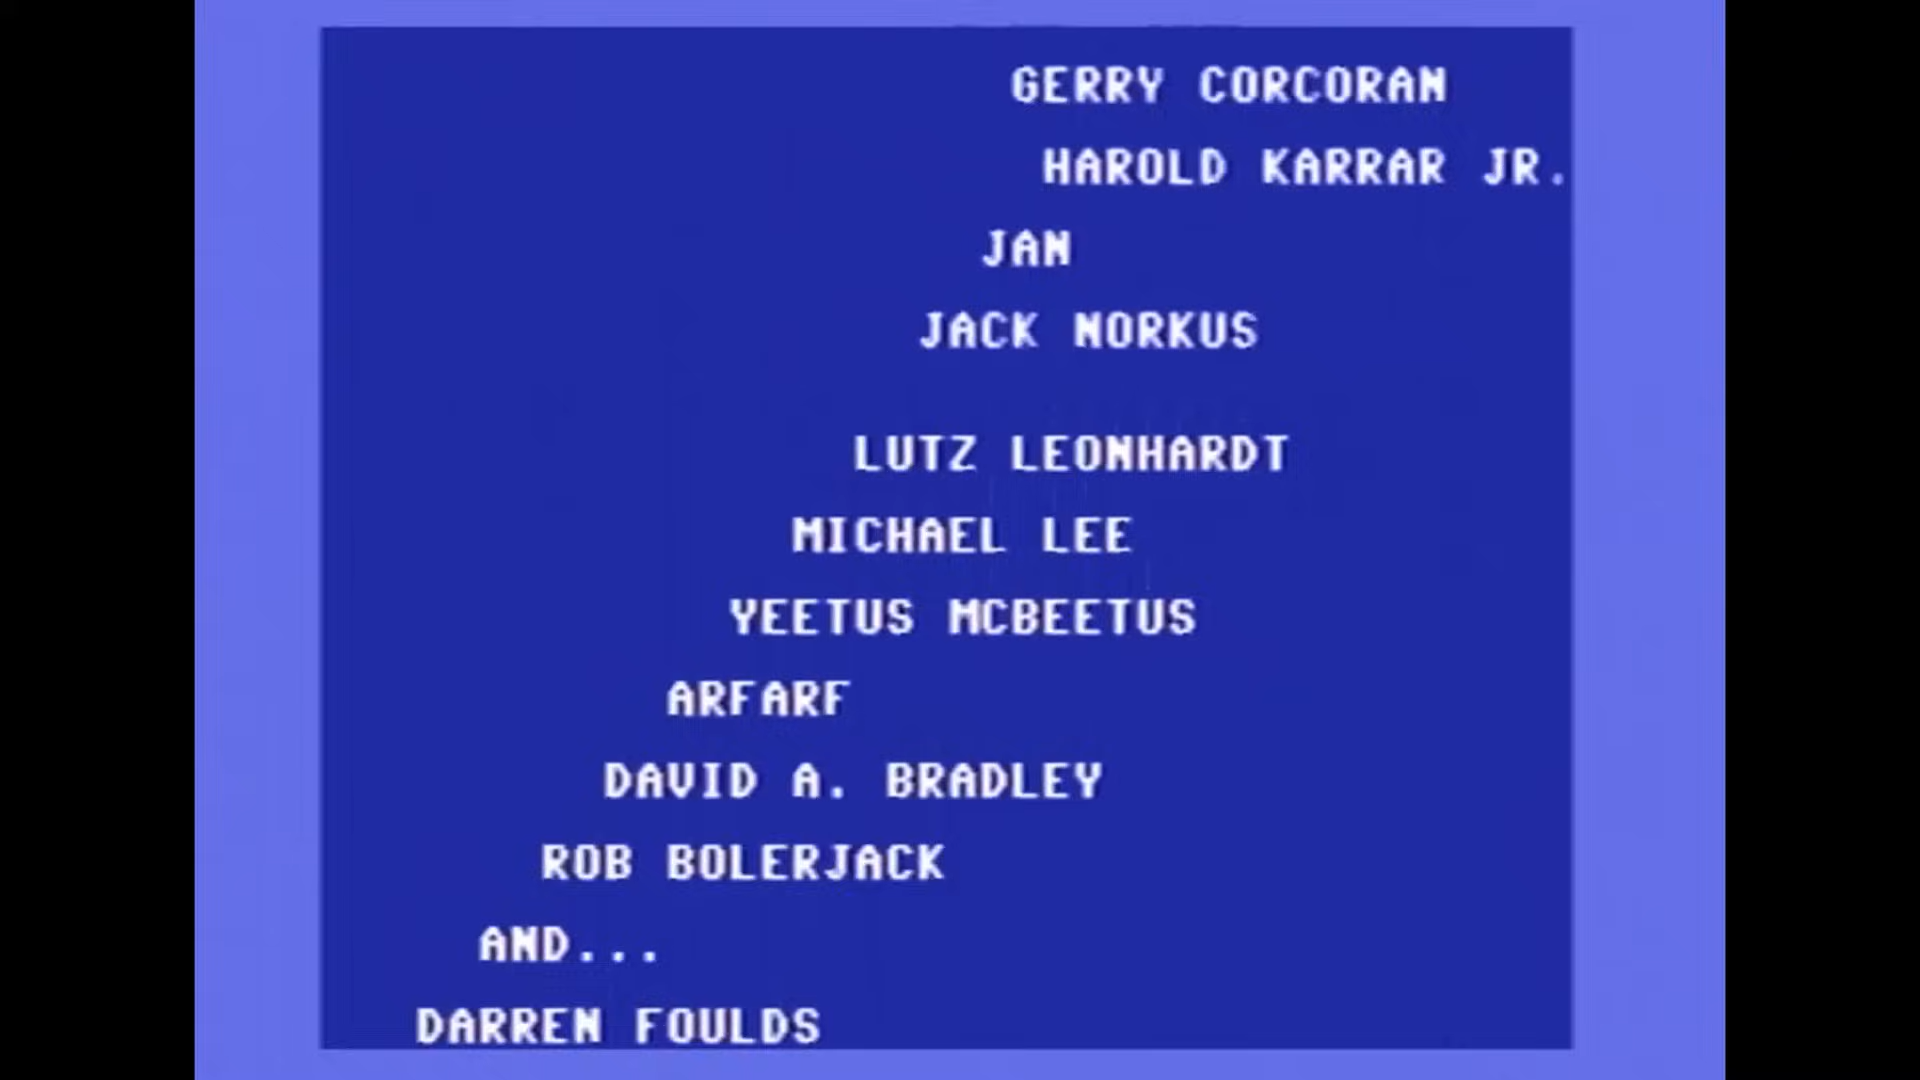 GERRY CORCORAN
HAROLD KARRAR JR.
JAN
JACK NORKUS
LUTZ LEONHARDT
MICHAEL LEE
YEETUS MCBEETUS
ARFARF
DAVID A. BRADLEY
ROB BOLERJACK
AND...
DARREN FOULDS